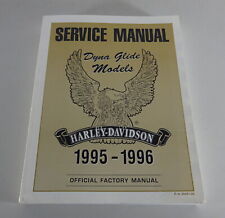 SERVICE MANUAL
Dyna Glide
Models
HARLEY-DAVIDSON
1995-1996
OFFICIAL FACTORY MANUAL